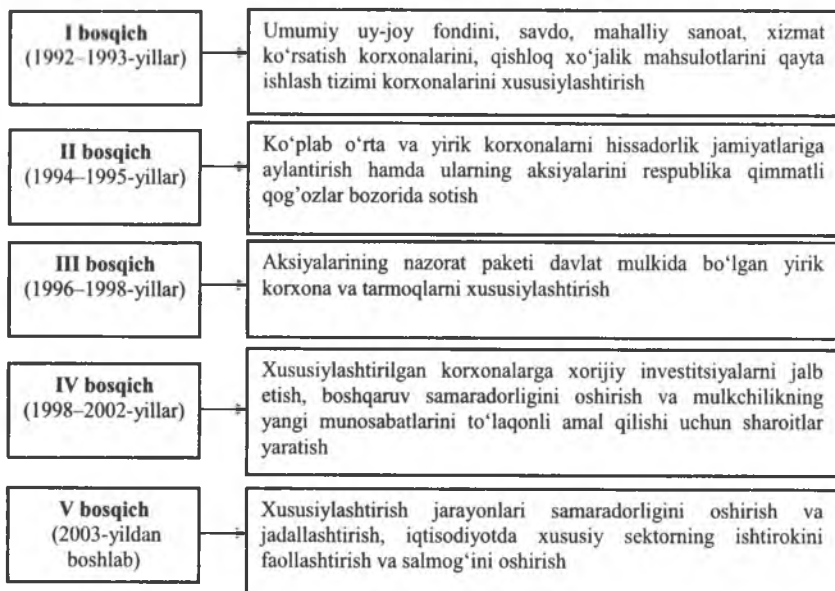 I bosqich
(1992–1993-yillar)
Umumiy uy-joy fondini, savdo, mahalliy sanoat, xizmat
ko‘rsatish korxonalarini, qishloq xo‘jalik mahsulotlarini qayta
ishlash tizimi korxonalarini xususiylashtirish
II bosqich
(1994–1995-yillar)
Ko‘plab o‘rta va yirik korxonalarni hissadorlik jamiyatlariga
aylantirish hamda ularning aksiyalarini respublika qimmatli
qog’ozlar bozorida sotish
III bosqich
(1996–1998-yillar)
Aksiyalarining nazorat paketi davlat mulkida bo‘lgan yirik
korxona va tarmoqlarni xususiylashtirish
IV bosqich
(1998–2002-yillar)
Xususiylashtirilgan korxonalarga xorijiy investitsiyalarni jalb
etish, boshqaruv samaradorligini oshirish va mulkchilikning
yangi munosabatlarini to‘laqonli amal qilishi uchun sharoitlar
yaratish
V bosqich
(2003-yildan
boshlab)
Xususiylashtirish jarayonlari samaradorligini oshirish va
jadallashtirish, iqtisodiyotda xususiy sektorning ishtirokini
faollashtirish va salmog‘ini oshirish